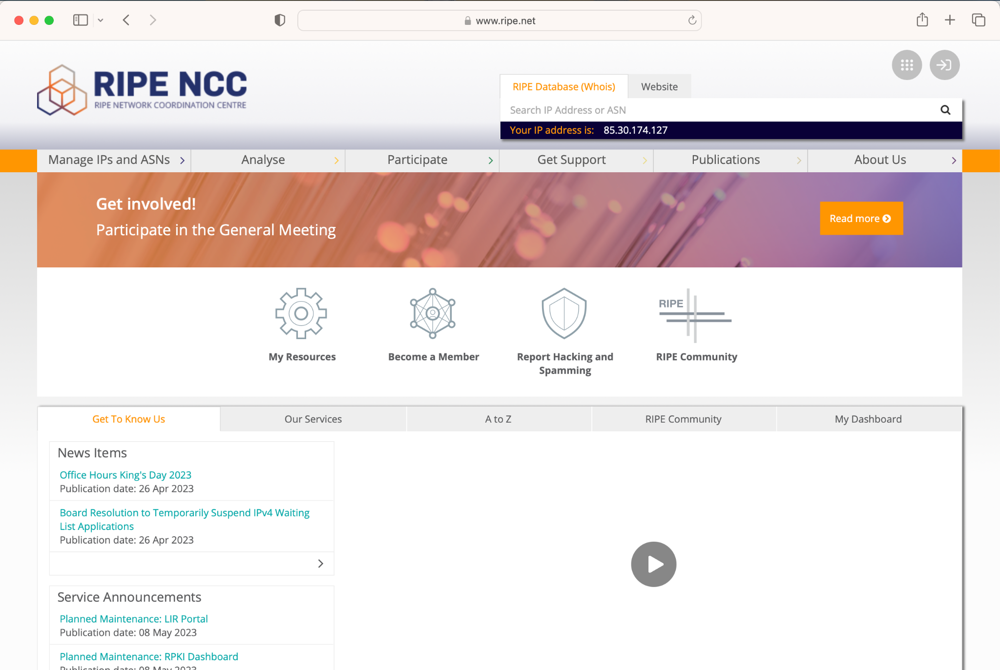 www.ripe.net
RIPE NCC
RIPE NETWORK COORDINATION CENTRE
RIPE Database (Whois)
Website
Search IP Address or ASN
Your IP address is: 85.30.174.127
Manage IPs and ASNs
Analyse
Participate
Get Support
Publications
About Us
Get involved!
Participate in the General Meeting
Read more
RIPE
My Resources
Become a Member
Report Hacking and
Spamming
RIPE Community
Get To Know Us
Our Services
A to Z
RIPE Community
My Dashboard
News Items
Office Hours King's Day 2023
Publication date: 26 Apr 2023
Board Resolution to Temporarily Suspend IPv4 Waiting
List Applications
Publication date: 26 Apr 2023
Service Announcements
Planned Maintenance: LIR Portal
Publication date: 08 May 2023
Planned Maintenance: RPKI Dashboard
Publication date: 08 May 2023